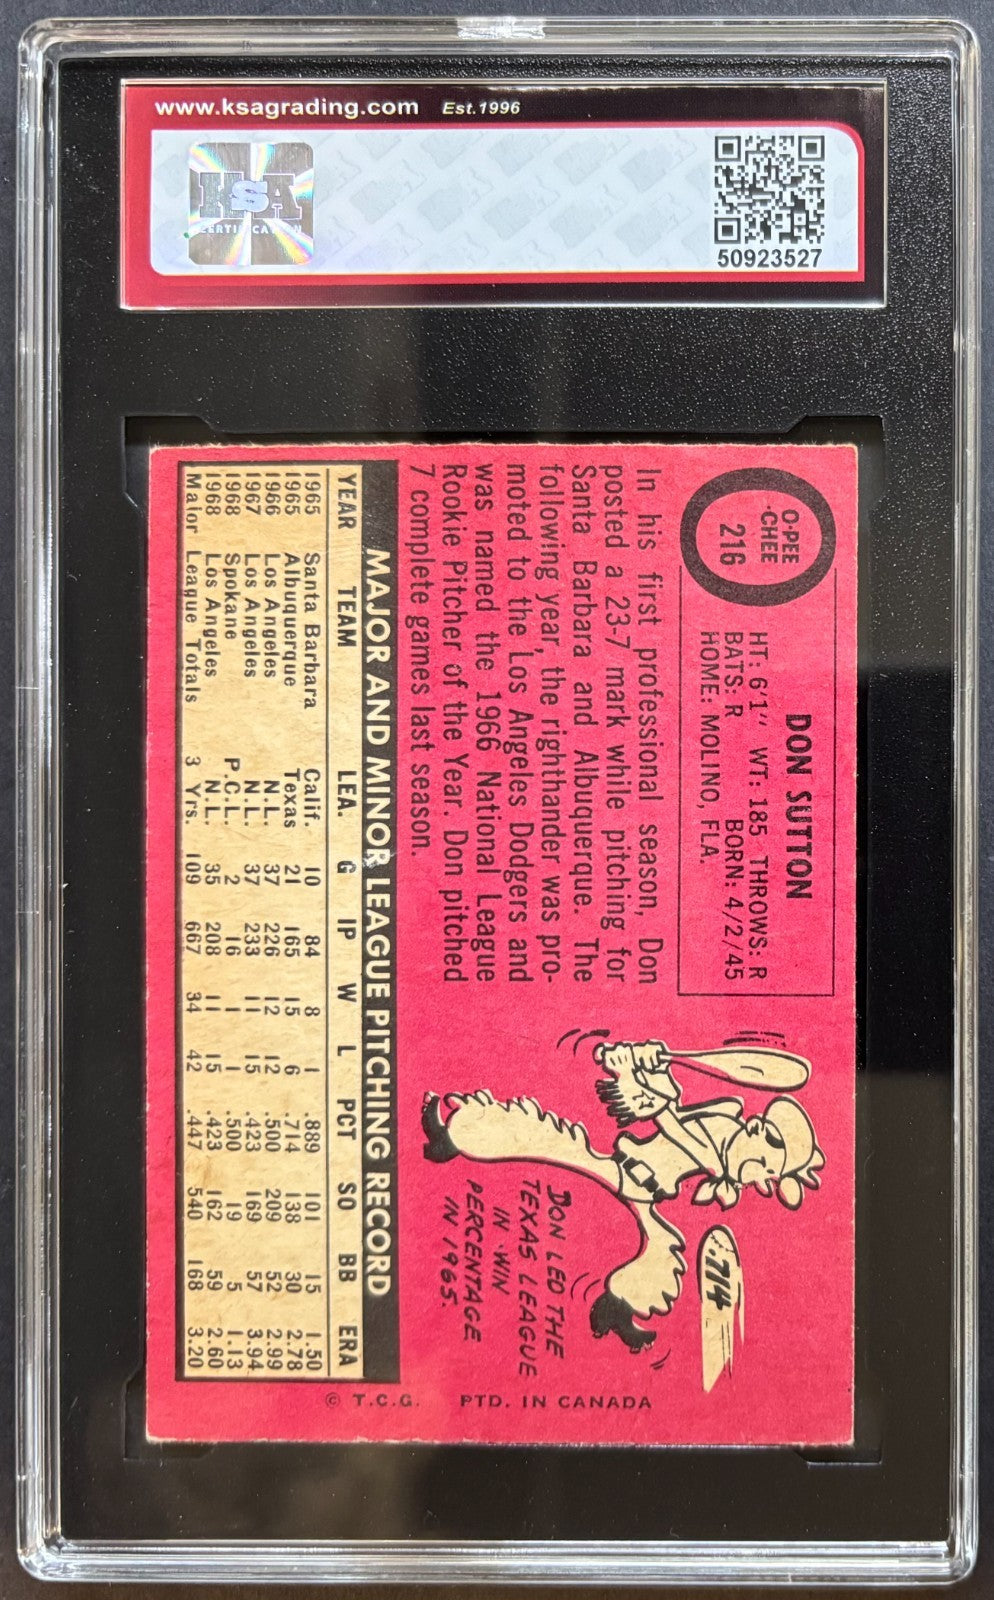 www.ksagrading.com Est.1996
KSA
CERTIFICATION
50923527
O-PEE
-CHEE
216
DON SUTTON
HT: 6'1" WT: 185 THROWS: R
BATS: R BORN: 4/2/45
HOME: MOLINO, FLA.
In his first professional season, Don
posted a 23-7 mark while pitching for
Santa Barbara and Albuquerque. The
following year, the righthander was pro-
moted to the Los Angeles Dodgers and
was named the 1966 National League
Rookie Pitcher of the Year. Don pitched
7 complete games last season.
.714
DON LED THE
TEXAS LEAGUE
IN WIN
PERCENTAGE
IN 1965.
MAJOR AND MINOR LEAGUE PITCHING RECORD
YEAR TEAM LEA. G IP W L PCT SO BB ERA
1965 Santa Barbara Calif. 10 84 8 1 .889 101 15 1.50
1965 Albuquerque Texas 21 165 15 6 .714 138 30 2.78
1966 Los Angeles N.L. 37 226 12 12 .500 209 52 2.99
1967 Los Angeles N.L. 37 233 11 15 .423 169 57 3.94
1968 Spokane P.C.L. 2 16 1 1 .500 19 5 1.13
1968 Los Angeles N.L. 35 208 11 15 .423 162 59 2.60
Major League Totals 3 Yrs. 109 667 34 42 .447 540 168 3.20
© T.C.G. PTD. IN CANADA